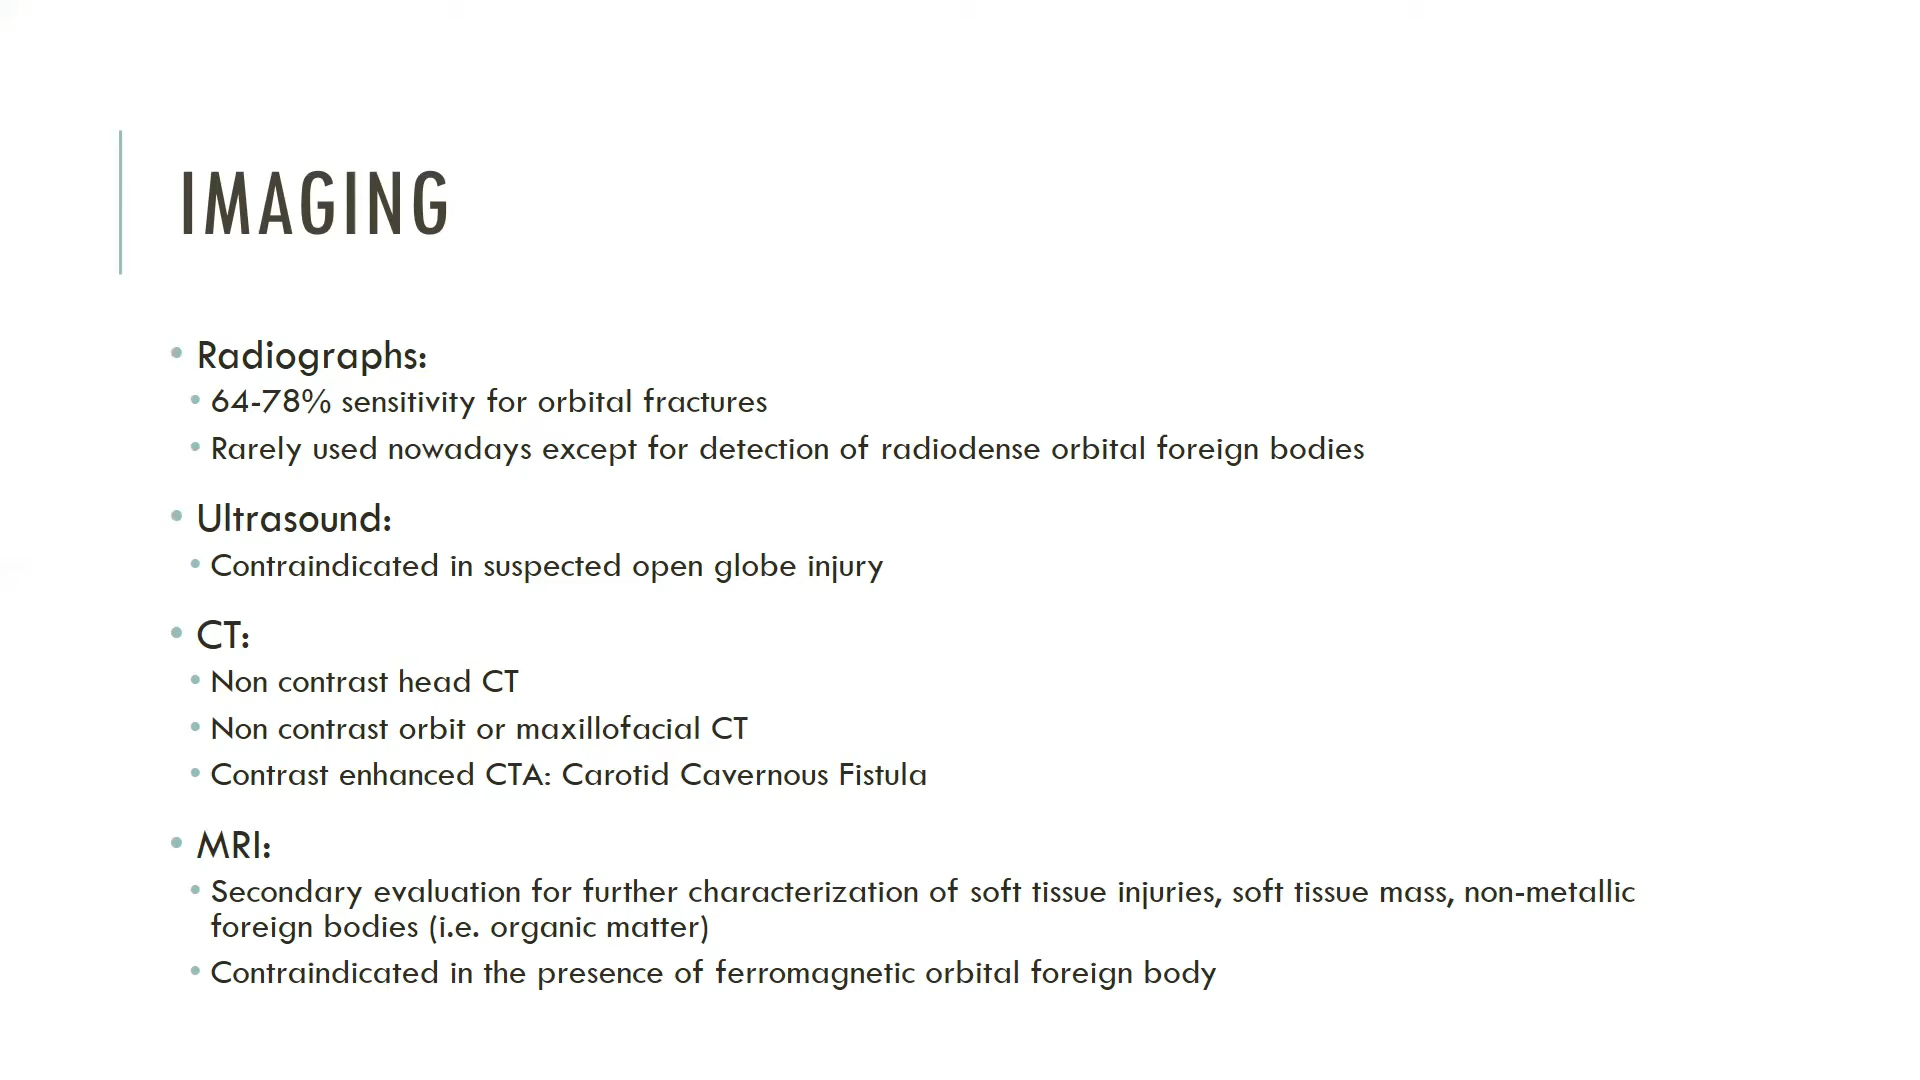 IMAGING
• Radiographs:
• 64-78% sensitivity for orbital fractures
• Rarely used nowadays except for detection of radiodense orbital foreign bodies
• Ultrasound:
• Contraindicated in suspected open globe injury
• CT:
• Non contrast head CT
• Non contrast orbit or maxillofacial CT
• Contrast enhanced CTA: Carotid Cavernous Fistula
• MRI:
• Secondary evaluation for further characterization of soft tissue injuries, soft tissue mass, non-metallic
foreign bodies (i.e. organic matter)
• Contraindicated in the presence of ferromagnetic orbital foreign body